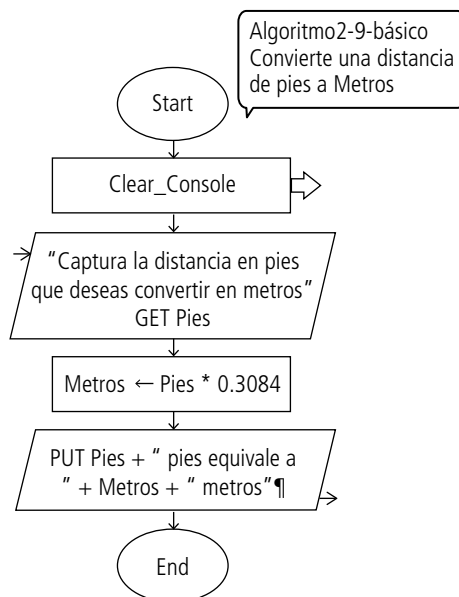 Algoritmo2-9-básico
Convierte una distancia
de pies a Metros
Start
Clear_Console
"Captura la distancia en pies
que deseas convertir en metros"
GET Pies
Metros ← Pies * 0.3084
PUT Pies + " pies equivale a
" + Metros + " metros"¶
End